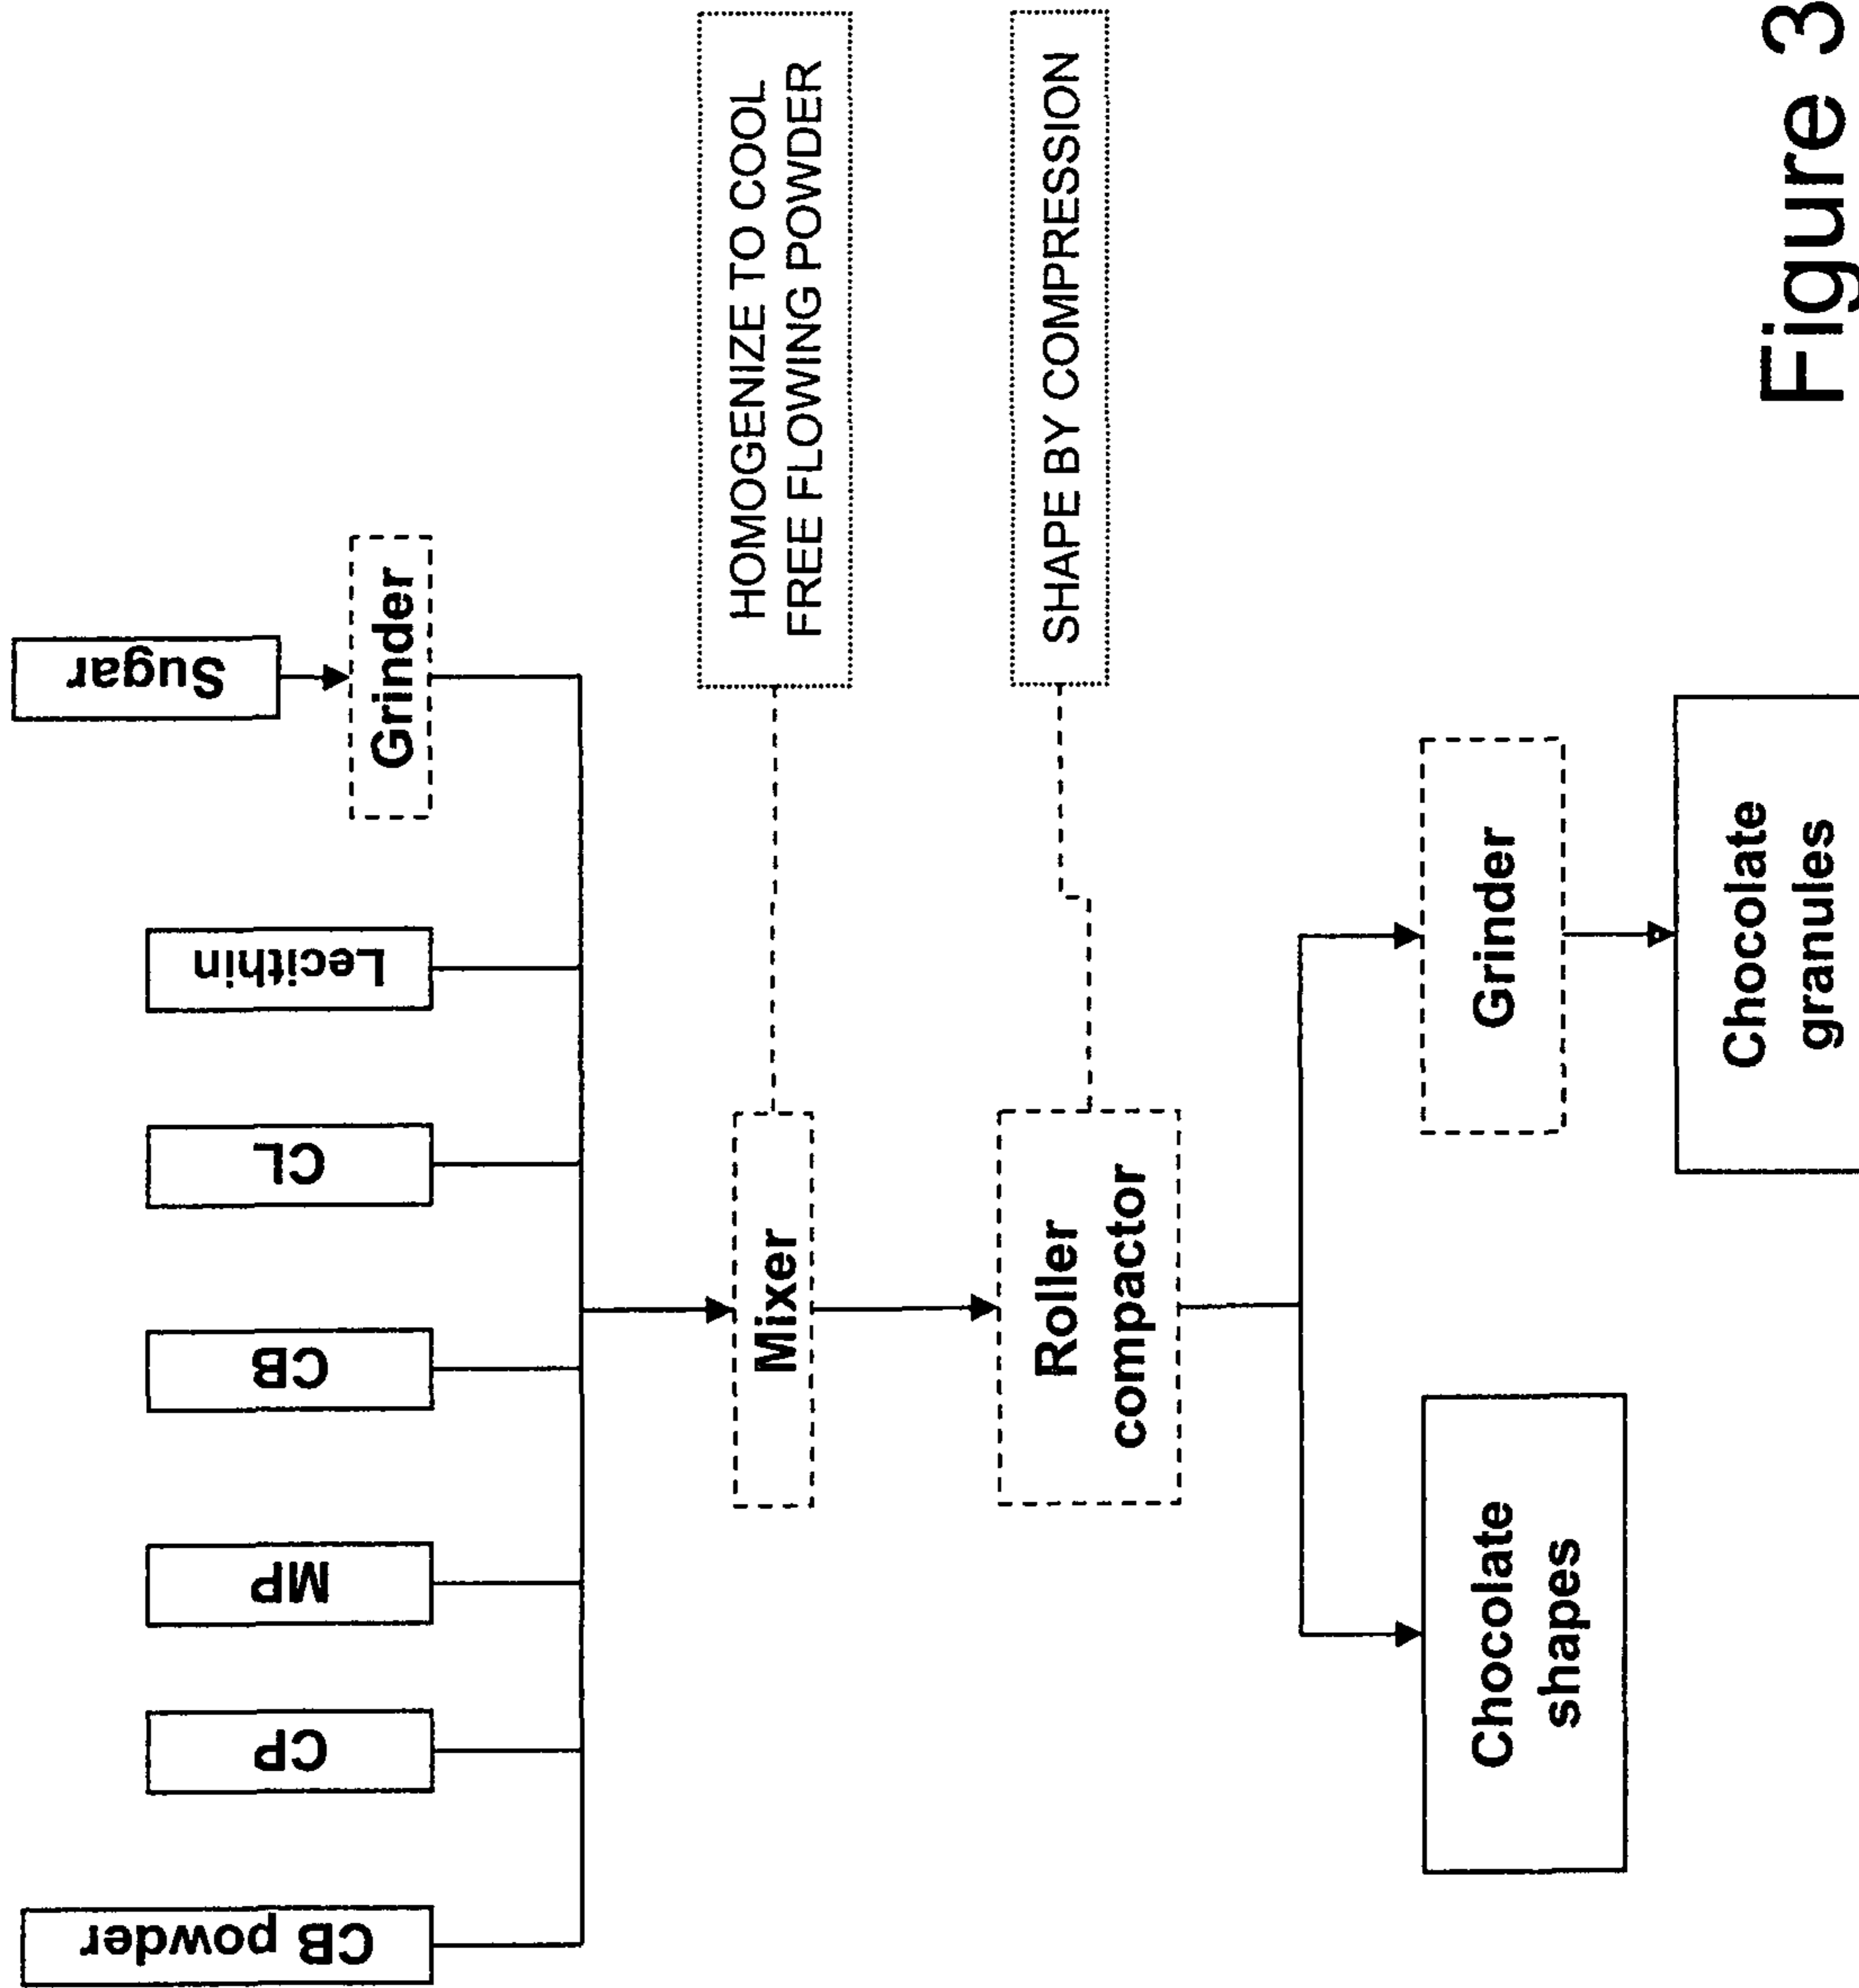 CB powder
CP
MP
CB
CL
Lecithin
Sugar
Grinder
Mixer
HOMOGENIZE TO COOL
FREE FLOWING POWDER
Roller
compactor
SHAPE BY COMPRESSION
Chocolate
shapes
Grinder
Chocolate
granules
Figure 3